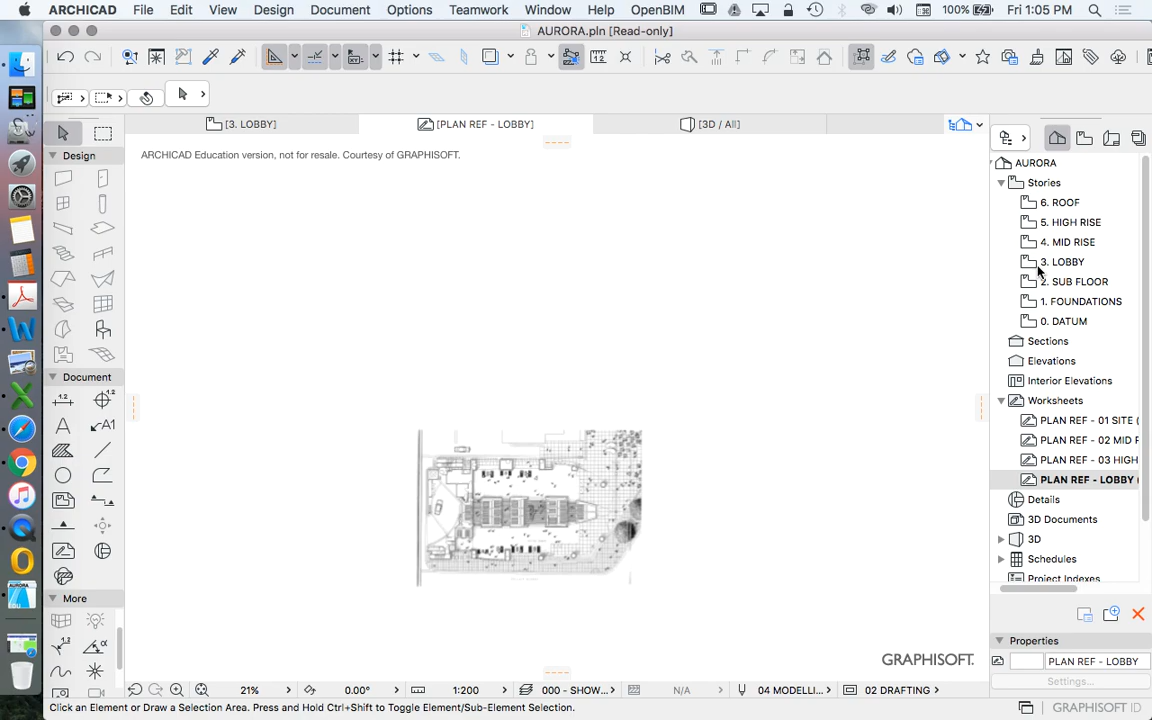 ARCHICAD File Edit View Design Document Options Teamwork Window Help OpenBIM 100% Fri 1:05 PM
AURORA.pln [Read-only]
[3. LOBBY] [PLAN REF - LOBBY] [3D / All]
ARCHICAD Education version, not for resale. Courtesy of GRAPHISOFT.
Design
Document
More
AURORA
Stories
6. ROOF
5. HIGH RISE
4. MID RISE
3. LOBBY
2. SUB FLOOR
1. FOUNDATIONS
0. DATUM
Sections
Elevations
Interior Elevations
Worksheets
PLAN REF - 01 SITE (
PLAN REF - 02 MID R
PLAN REF - 03 HIGH
PLAN REF - LOBBY (
Details
3D Documents
3D
Schedules
Project Indexes
Properties
PLAN REF - LOBBY
Settings...
GRAPHISOFT.
21% 0.00° 1:200 000 - SHOW... N/A 04 MODELLI... 02 DRAFTING
Click an Element or Draw a Selection Area. Press and Hold Ctrl+Shift to Toggle Element/Sub-Element Selection.
GRAPHISOFT ID